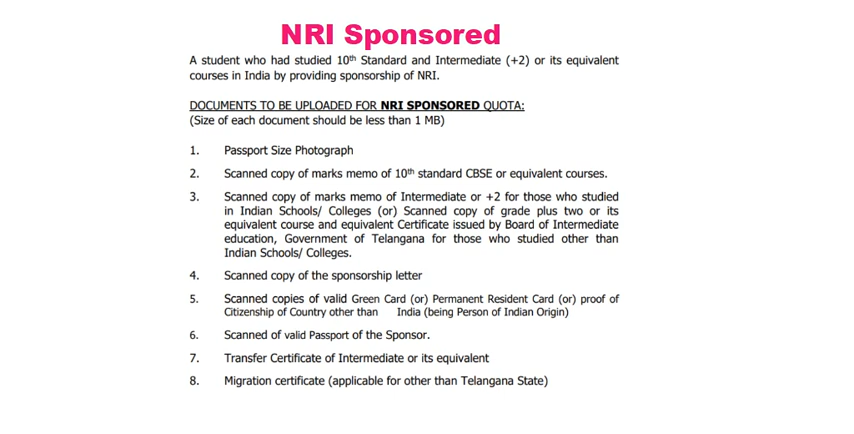 NRI Sponsored
A student who had studied 10th Standard and Intermediate (+2) or its equivalent
courses in India by providing sponsorship of NRI.
DOCUMENTS TO BE UPLOADED FOR NRI SPONSORED QUOTA:
(Size of each document should be less than 1 MB)
1. Passport Size Photograph
2. Scanned copy of marks memo of 10th standard CBSE or equivalent courses.
3. Scanned copy of marks memo of Intermediate or +2 for those who studied
in Indian Schools/ Colleges (or) Scanned copy of grade plus two or its
equivalent course and equivalent Certificate issued by Board of Intermediate
education, Government of Telangana for those who studied other than
Indian Schools/ Colleges.
4. Scanned copy of the sponsorship letter
5. Scanned copies of valid Green Card (or) Permanent Resident Card (or) proof of
Citizenship of Country other than India (being Person of Indian Origin)
6. Scanned of valid Passport of the Sponsor.
7. Transfer Certificate of Intermediate or its equivalent
8. Migration certificate (applicable for other than Telangana State)